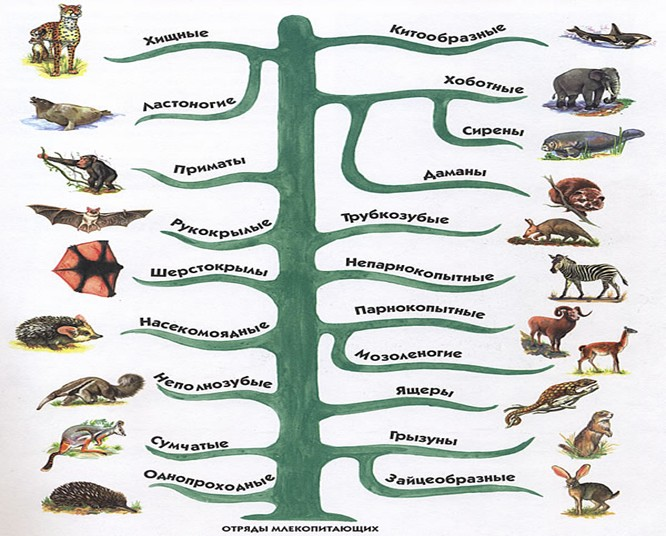 Хищные
Ластоногие
Приматы
Рукокрылые
Шерстокрылы
Насекомоядные
Неполнозубые
Сумчатые
Однопроходные
Китообразные
Хоботные
Сирены
Даманы
Трубкозубые
Непарнокопытные
Парнокопытные
Мозоленогие
Ящеры
Грызуны
Зайцеобразные
ОТРЯДЫ МЛЕКОПИТАЮЩИХ